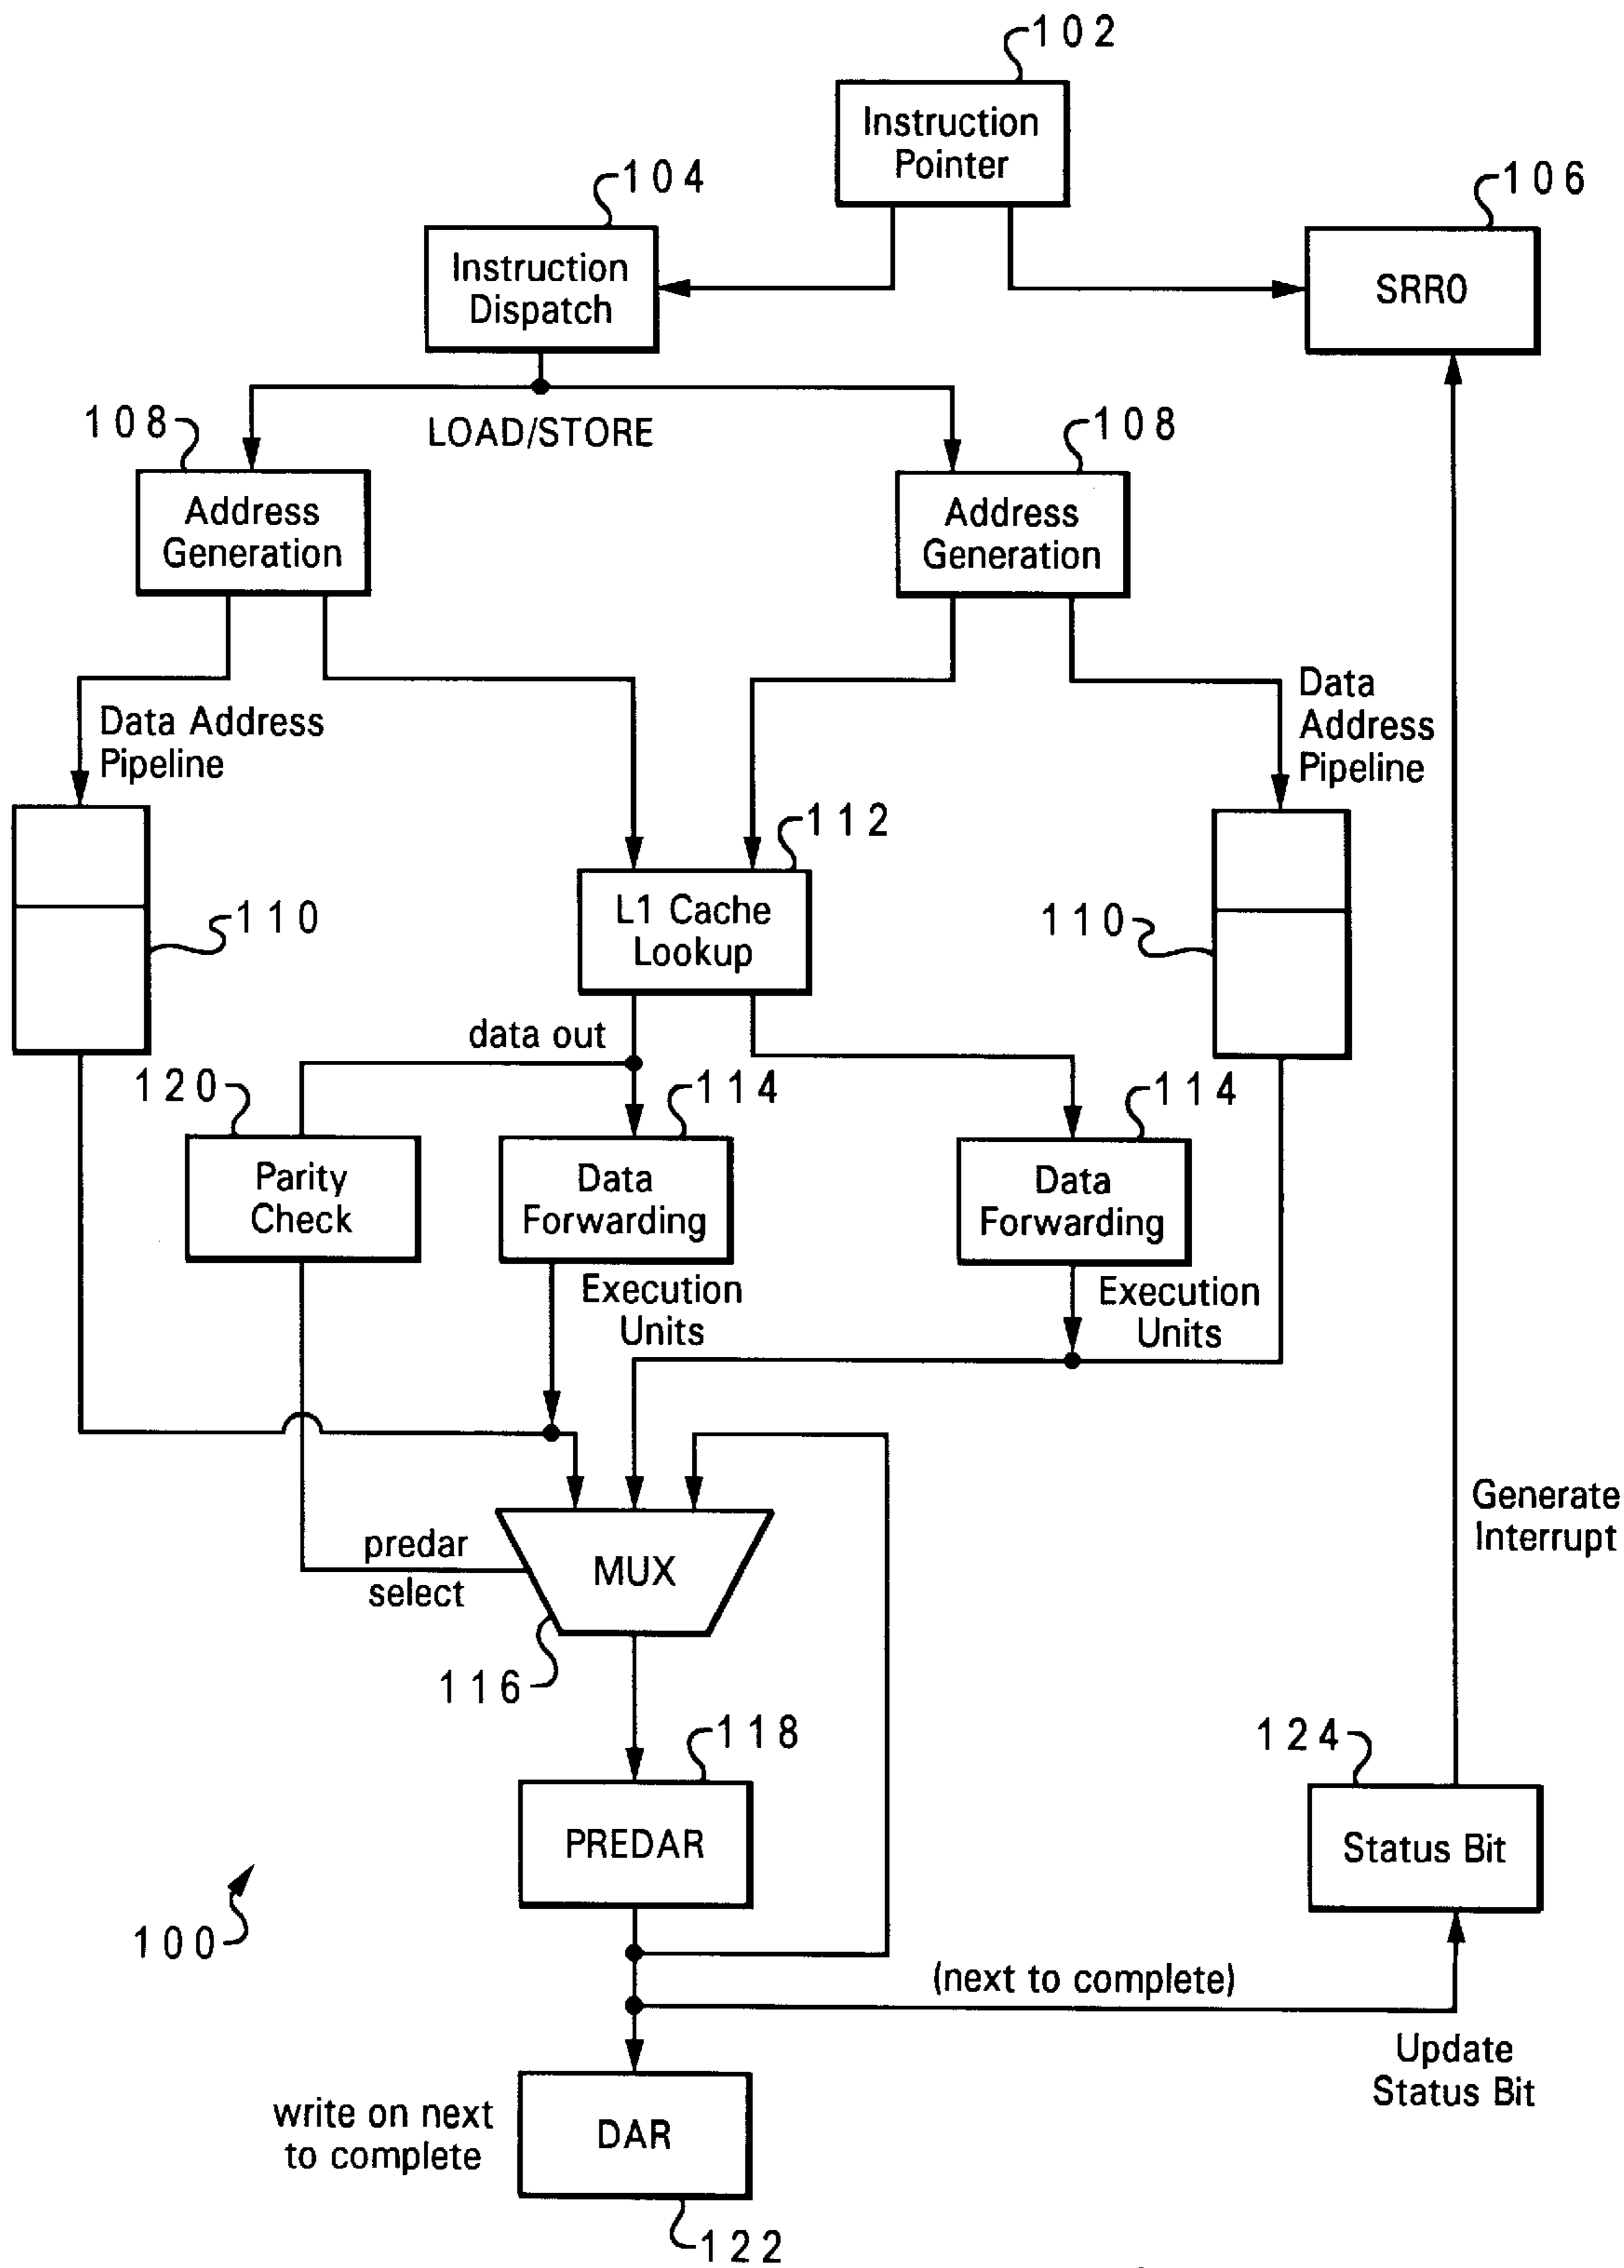 102
Instruction
Pointer
104
106
Instruction
Dispatch
SRR0
LOAD/STORE
108
108
Address
Generation
Address
Generation
Data Address
Pipeline
Data
Address
Pipeline
112
110
L1 Cache
Lookup
110
data out
120
114
114
Parity
Check
Data
Forwarding
Data
Forwarding
Execution
Units
Execution
Units
predar
select
MUX
Generate
Interrupt
116
118
124
PREDAR
Status Bit
100
(next to complete)
Update
Status Bit
write on next
to complete
DAR
122